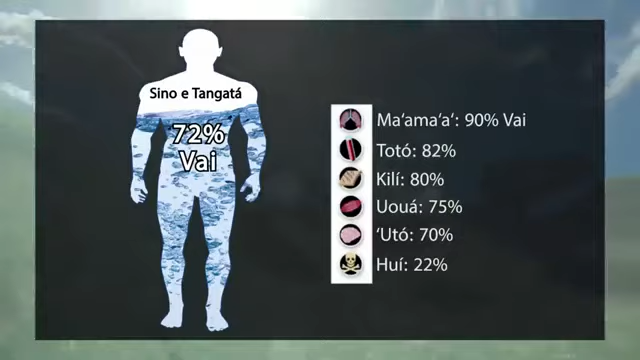 Sino e Tangatá
72%
Vai
Ma‘ama‘a‘: 90% Vai
Totó: 82%
Kilí: 80%
Uouá: 75%
‘Utó: 70%
Huí: 22%